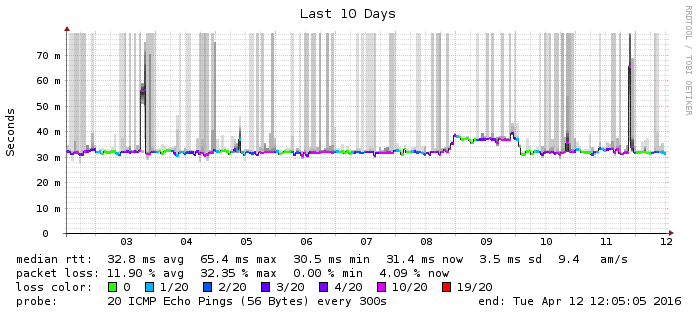 Last 10 Days
RRDTOOL / TOBI OETIKER
Seconds
70 m
60 m
50 m
40 m
30 m
20 m
10 m
0
03 04 05 06 07 08 09 10 11 12
median rtt: 32.8 ms avg 65.4 ms max 30.5 ms min 31.4 ms now 3.5 ms sd 9.4 am/s
packet loss: 11.90 % avg 32.35 % max 0.00 % min 4.09 % now
loss color: 0 1/20 2/20 3/20 4/20 10/20 19/20
probe: 20 ICMP Echo Pings (56 Bytes) every 300s end: Tue Apr 12 12:05:05 2016